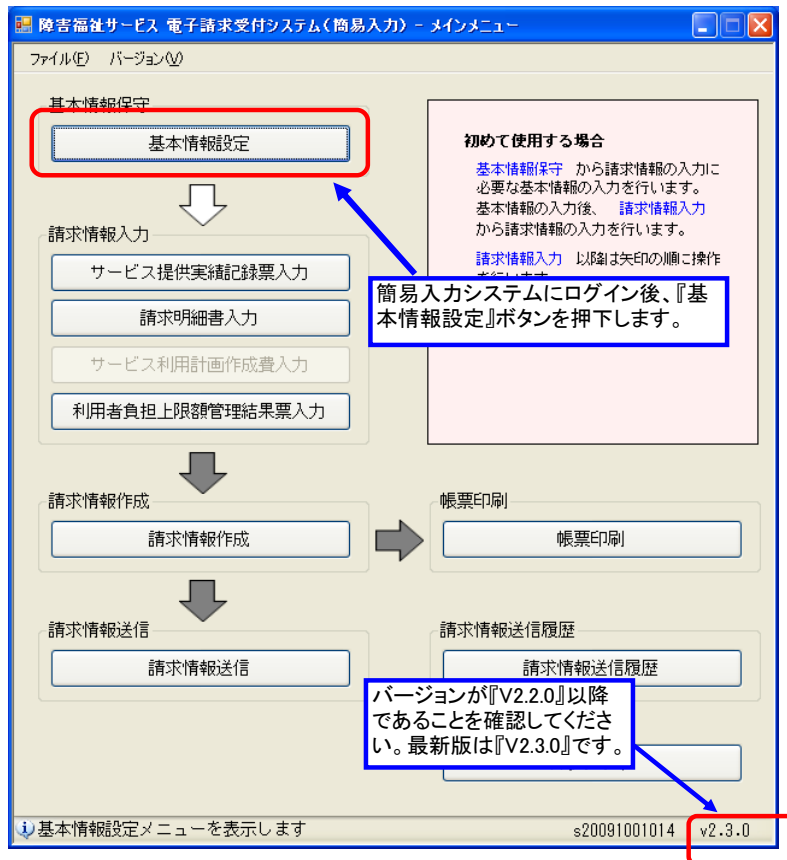 障害福祉サービス 電子請求受付システム(簡易入力) - メインメニュー
ファイル(F) バージョン(V)
基本情報保守
基本情報設定
初めて使用する場合
基本情報保守 から請求情報の入力に
必要な基本情報の入力を行います。
基本情報の入力後、 請求情報入力
から請求情報の入力を行います。
請求情報入力 以降は矢印の順に操作
簡易入力システムにログイン後、『基
本情報設定』ボタンを押下します。
請求情報入力
サービス提供実績記録票入力
請求明細書入力
サービス利用計画作成費入力
利用者負担上限額管理結果票入力
請求情報作成
請求情報作成
帳票印刷
帳票印刷
請求情報送信
請求情報送信
請求情報送信履歴
請求情報送信履歴
バージョンが『V2.2.0』以降
であることを確認してくださ
い。最新版は『V2.3.0』です。
基本情報設定メニューを表示します
s20091001014
v2.3.0